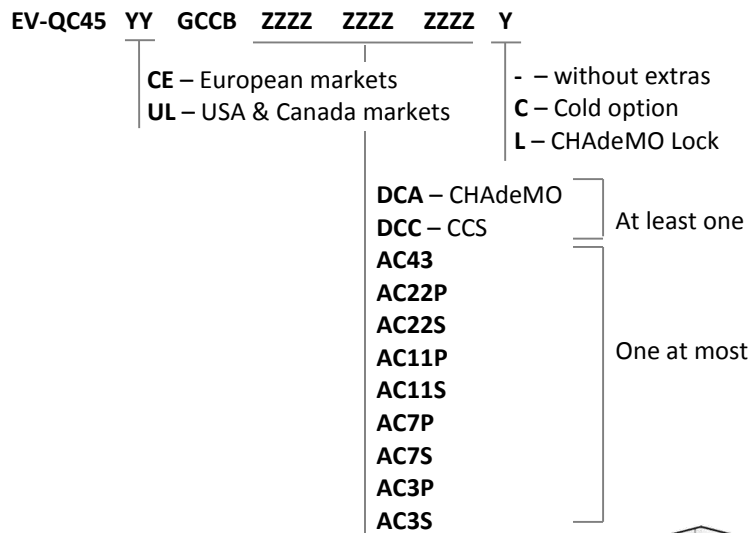 EV-QC45 YY GCCB ZZZZ ZZZZ ZZZZ Y
CE – European markets
UL – USA & Canada markets
- – without extras
C – Cold option
L – CHAdeMO Lock
DCA – CHAdeMO
DCC – CCS
At least one
AC43
AC22P
AC22S
AC11P
AC11S
AC7P
AC7S
AC3P
AC3S
One at most